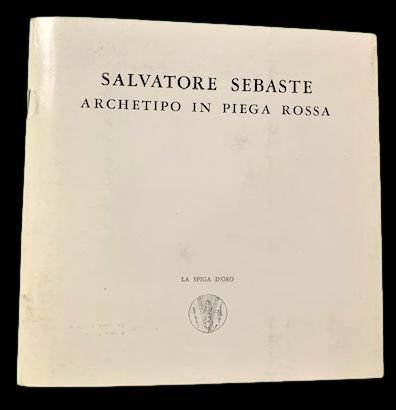 SALVATORE SEBASTE
ARCHETIPO IN PIEGA ROSSA
LA SPIGA D'ORO